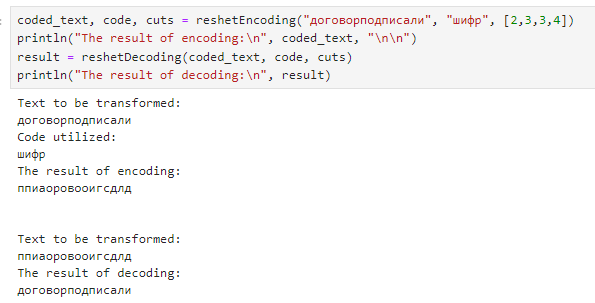 coded_text, code, cuts = reshetEncoding("договорподписали", "шифр", [2,3,3,4])
println("The result of encoding:\n", coded_text, "\n\n")
result = reshetDecoding(coded_text, code, cuts)
println("The result of decoding:\n", result)
Text to be transformed:
договорподписали
Code utilized:
шифр
The result of encoding:
ппиаоровооигсдлд
Text to be transformed:
ппиаоровооигсдлд
The result of decoding:
договорподписали